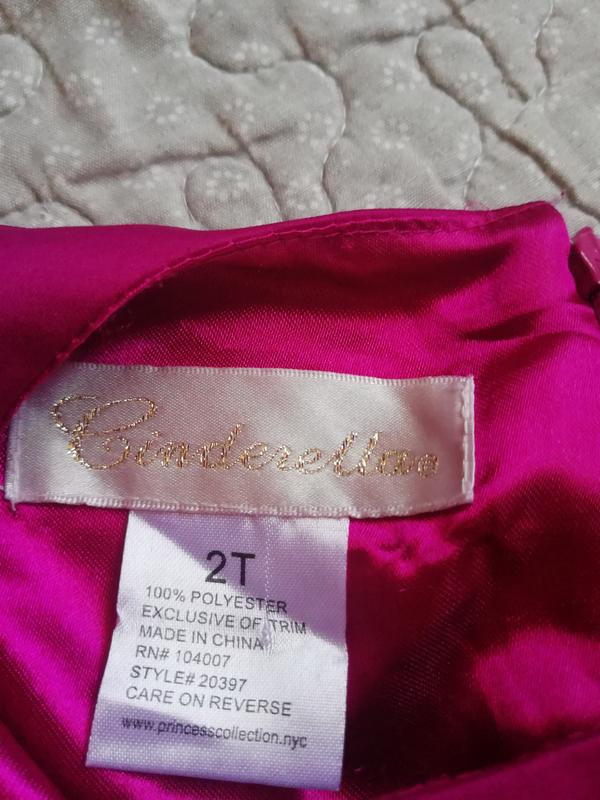 Cinderella
2T
100% POLYESTER
EXCLUSIVE OF TRIM
MADE IN CHINA
RN# 104007
STYLE# 20397
CARE ON REVERSE
www.princesscollection.nyc